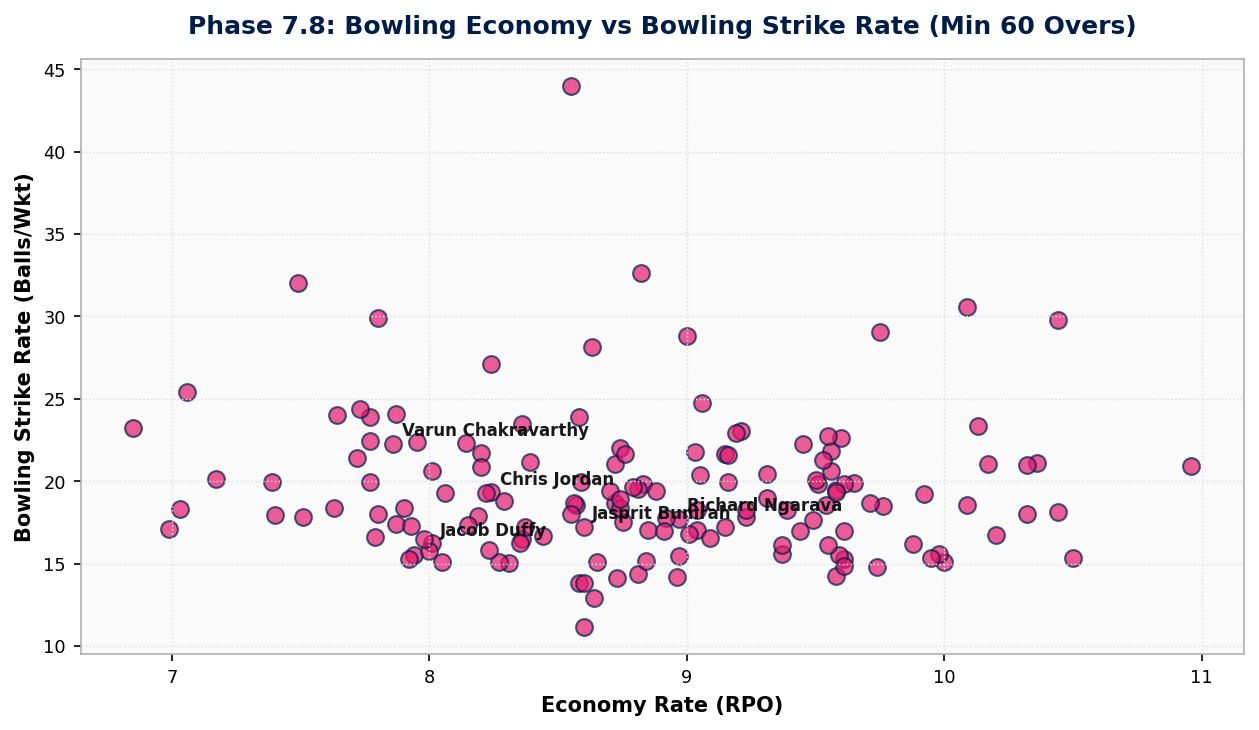 Phase 7.8: Bowling Economy vs Bowling Strike Rate (Min 60 Overs)
45
40
35
30
25
20
15
10
Bowling Strike Rate (Balls/Wkt)
Varun Chakravarthy
Chris Jordan
Richard Ngarava
Jasprit Bumrah
Jacob Duffy
7
8
9
10
11
Economy Rate (RPO)